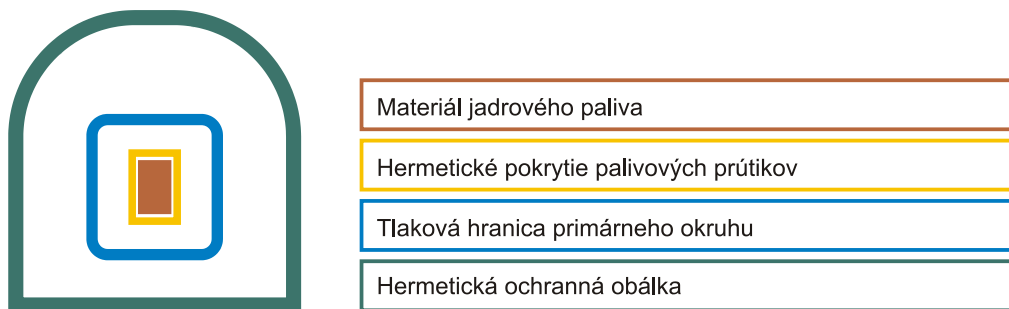 Materiál jadrového paliva
Hermetické pokrytie palivových prútikov
Tlaková hranica primárneho okruhu
Hermetická ochranná obálka